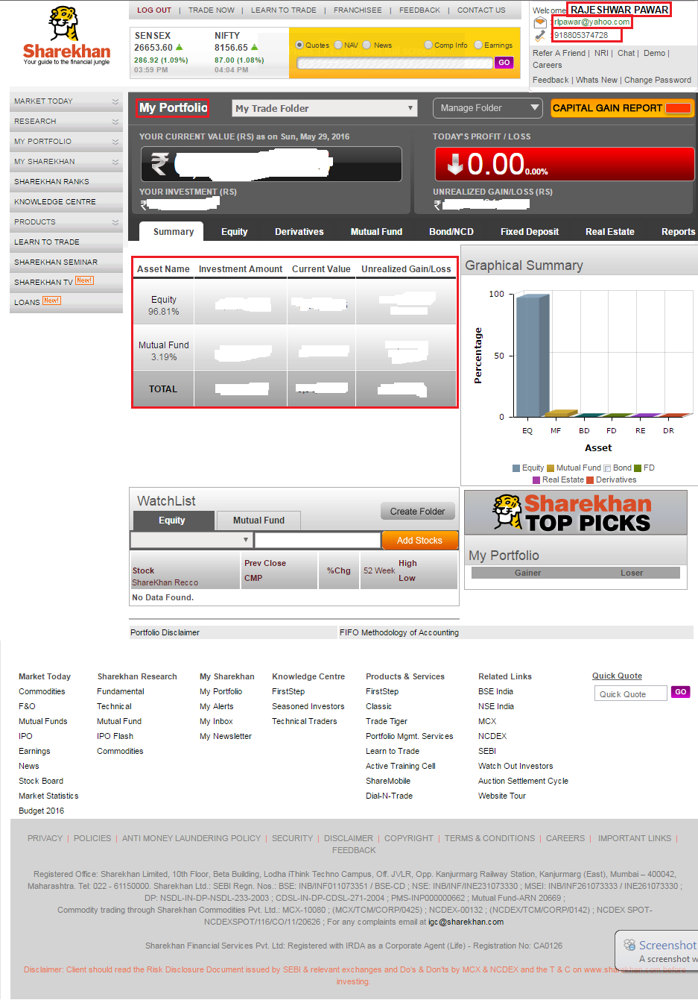 LOG OUT | TRADE NOW | LEARN TO TRADE | FRANCHISEE | FEEDBACK | CONTACT US
Welcome RAJESHWAR PAWAR
rlpawar@yahoo.com
918805374728
Sharekhan
Your guide to the financial jungle
SENSEX NIFTY
26653.60 8156.65
286.92 (1.09%) 87.00 (1.08%)
03:59 PM 04:04 PM
Quotes NAV News Comp Info Earnings
GO
Refer A Friend | NRI | Chat | Demo |
Careers
Feedback | Whats New | Change Password
MARKET TODAY
RESEARCH
MY PORTFOLIO
MY SHAREKHAN
SHAREKHAN RANKS
KNOWLEDGE CENTRE
PRODUCTS
LEARN TO TRADE
SHAREKHAN SEMINAR
SHAREKHAN TV New!
LOANS New!
My Portfolio My Trade Folder Manage Folder CAPITAL GAIN REPORT
YOUR CURRENT VALUE (RS) as on Sun, May 29, 2016
TODAY'S PROFIT / LOSS
0.00 0.00%
YOUR INVESTMENT (RS)
UNREALIZED GAIN/LOSS (RS)
Summary Equity Derivatives Mutual Fund Bond/NCD Fixed Deposit Real Estate Reports
Asset Name Investment Amount Current Value Unrealized Gain/Loss
Equity
96.81%
Mutual Fund
3.19%
TOTAL
Graphical Summary
100
50
0
Percentage
EQ MF BD FD RE DR
Asset
Equity Mutual Fund Bond FD
Real Estate Derivatives
WatchList
Equity Mutual Fund Create Folder
Add Stocks
Stock
ShareKhan Recco
Prev Close
CMP
%Chg
52 Week
High
Low
No Data Found.
Sharekhan
TOP PICKS
My Portfolio
Gainer Loser
Portfolio Disclaimer FIFO Methodology of Accounting
Market Today
Commodities
F&O
Mutual Funds
IPO
Earnings
News
Stock Board
Market Statistics
Budget 2016
Sharekhan Research
Fundamental
Technical
Mutual Fund
IPO Flash
Commodities
My Sharekhan
My Portfolio
My Alerts
My Inbox
My Newsletter
Knowledge Centre
FirstStep
Seasoned Investors
Technical Traders
Products & Services
FirstStep
Classic
Trade Tiger
Portfolio Mgmt. Services
Learn to Trade
Active Training Cell
ShareMobile
Dial-N-Trade
Related Links
BSE India
NSE India
MCX
NCDEX
SEBI
Watch Out Investors
Auction Settlement Cycle
Website Tour
Quick Quote
Quick Quote GO
PRIVACY | POLICIES | ANTI MONEY LAUNDERING POLICY | SECURITY | DISCLAIMER | COPYRIGHT | TERMS & CONDITIONS | CAREERS | IMPORTANT LINKS |
FEEDBACK
Registered Office: Sharekhan Limited, 10th Floor, Beta Building, Lodha iThink Techno Campus, Off. JVLR, Opp. Kanjurmarg Railway Station, Kanjurmarg (East), Mumbai – 400042,
Maharastra. Tel: 022 - 61150000. Sharekhan Ltd.: SEBI Regn. Nos.: BSE: INB/INF011073351 / BSE-CD ; NSE: INB/INF/INE231073330 ; MSEI: INB/INF261073333 / INE261073330 ;
DP: NSDL-IN-DP-NSDL-233-2003 ; CDSL-IN-DP-CDSL-271-2004 ; PMS-INP000000662 ; Mutual Fund-ARN 20669 ;
Commodity trading through Sharekhan Commodities Pvt. Ltd.: MCX-10080 ; (MCX/TCM/CORP/0425) ; NCDEX-00132 ; (NCDEX/TCM/CORP/0142) ; NCDEX SPOT-
NCDEXSPOT/116/CO/11/20626 ; For any complaints email at igc@sharekhan.com
Sharekhan Financial Services Pvt. Ltd: Registered with IRDA as a Corporate Agent (Life) - Registration No: CA0126
Disclaimer: Client should read the Risk Disclosure Document issued by SEBI & relevant exchanges and Do's & Don'ts by MCX & NCDEX and the T & C on www.sharekhan.com before
investing.
Screenshot
A screenshot w